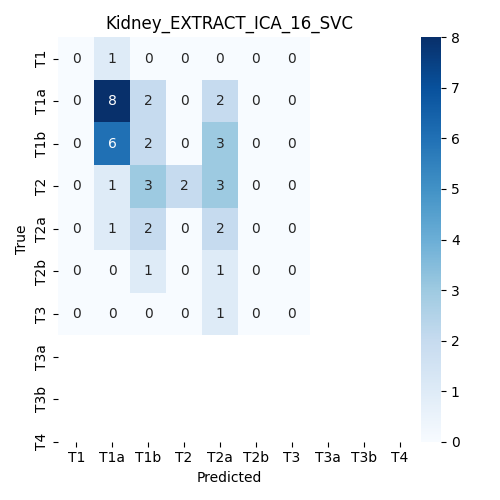 Kidney_EXTRACT_ICA_16_SVC
T1 0 1 0 0 0 0 0
T1a 0 8 2 0 2 0 0
T1b 0 6 2 0 3 0 0
T2 0 1 3 2 3 0 0
T2a 0 1 2 0 2 0 0
T2b 0 0 1 0 1 0 0
T3 0 0 0 0 1 0 0
T3a
T3b
T4
T1 T1a T1b T2 T2a T2b T3 T3a T3b T4
Predicted
True
8
7
6
5
4
3
2
1
0